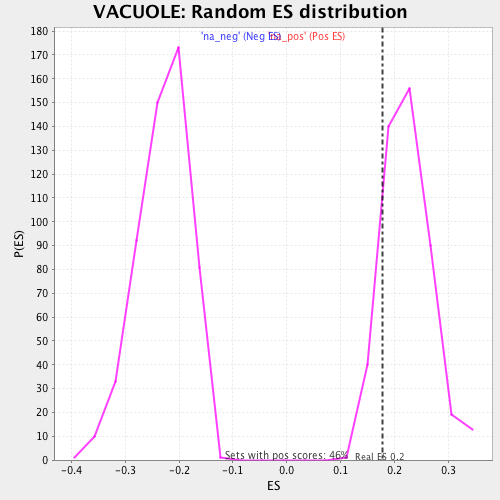 VACUOLE: Random ES distribution
'na_neg' (Neg ES) 'na_pos' (Pos ES)
180
170
160
150
140
130
120
110
100
90
80
70
60
50
40
30
20
10
0
P(ES)
Sets with pos scores: 46%
Real ES 0.2
-0.4 -0.3 -0.2 -0.1 0.0 0.1 0.2 0.3
ES